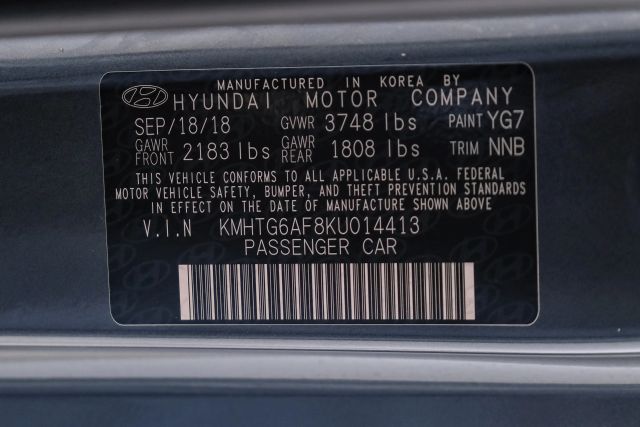 MANUFACTURED IN KOREA BY
HYUNDAI MOTOR COMPANY
SEP/18/18 GVWR 3748 lbs PAINT YG7
GAWR FRONT 2183 lbs GAWR REAR 1808 lbs TRIM NNB
THIS VEHICLE CONFORMS TO ALL APPLICABLE U.S.A. FEDERAL
MOTOR VEHICLE SAFETY, BUMPER, AND THEFT PREVENTION STANDARDS
IN EFFECT ON THE DATE OF MANUFACTURE SHOWN ABOVE.
V.I.N KMHTG6AF8KU014413
PASSENGER CAR